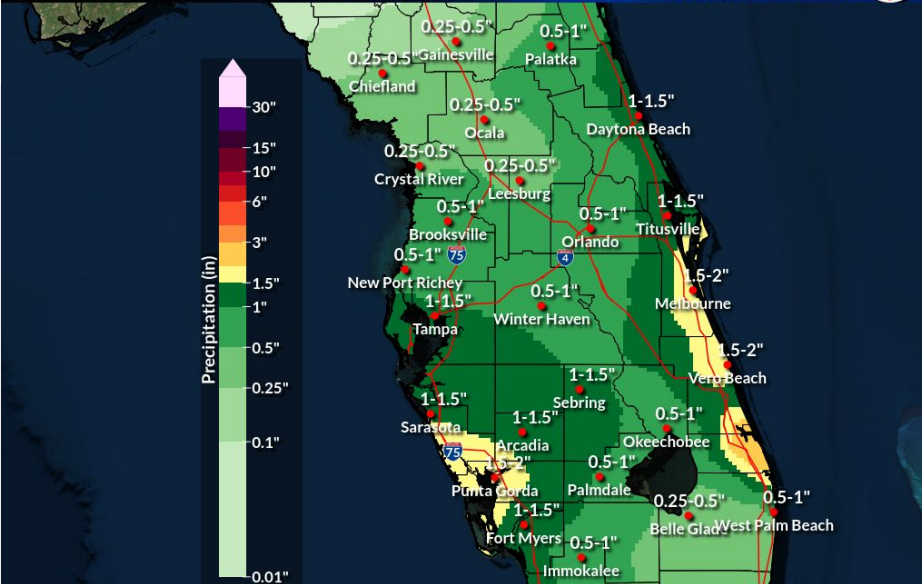 0.25-0.5"
Gainesville
0.5-1"
Palatka
0.25-0.5"
Chiefland
0.25-0.5"
Ocala
1-1.5"
Daytona Beach
0.25-0.5"
Crystal River
0.25-0.5"
Leesburg
0.5-1"
Brooksville
0.5-1"
Orlando
1-1.5"
Titusville
75
4
0.5-1"
New Port Richey
1.5-2"
Melbourne
1-1.5"
Tampa
0.5-1"
Winter Haven
1.5-2"
Vero Beach
1-1.5"
Sebring
1-1.5"
Sarasota
1-1.5"
Arcadia
0.5-1"
Okeechobee
75
1.5-2"
Punta Gorda
0.5-1"
Palmdale
0.25-0.5"
Belle Glade
0.5-1"
West Palm Beach
1-1.5"
Fort Myers
0.5-1"
Immokalee
Precipitation (in)
30"
15"
10"
6"
3"
1.5"
1"
0.5"
0.25"
0.1"
0.01"